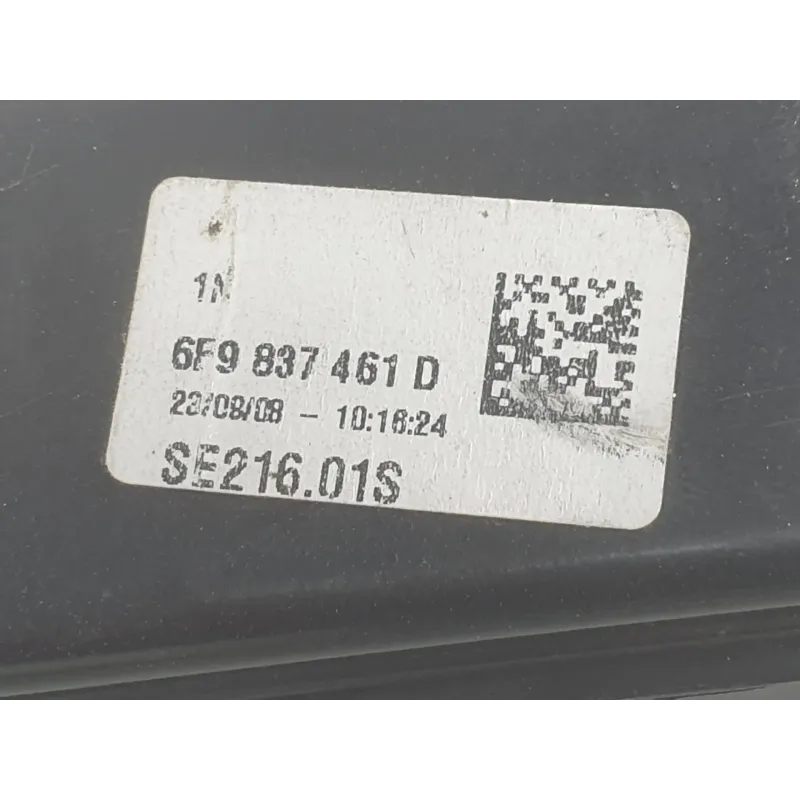 1N
6F9 837 461 D
23/08/08 - 10:16:24
SE216.01S